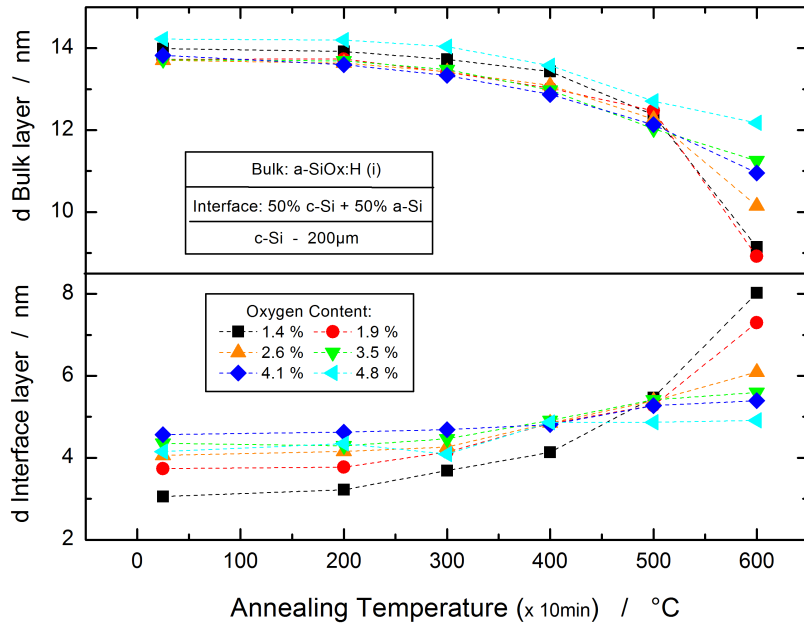 14
12
10
8
6
4
2
d Bulk layer / nm
d Interface layer / nm
Bulk: a-SiOx:H (i)
Interface: 50% c-Si + 50% a-Si
c-Si - 200µm
Oxygen Content:
1.4 % 1.9 %
2.6 % 3.5 %
4.1 % 4.8 %
0 100 200 300 400 500 600
Annealing Temperature (x 10min) / °C